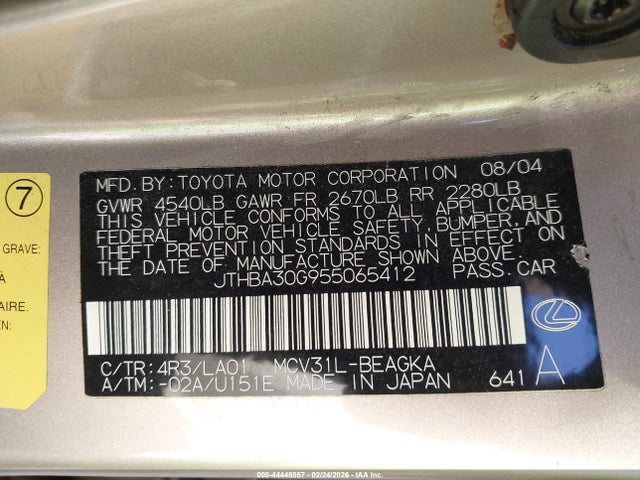 MFD. BY: TOYOTA MOTOR CORPORATION 08/04
GVWR 4540LB GAWR FR 2670LB RR 2280LB
THIS VEHICLE CONFORMS TO ALL APPLICABLE
FEDERAL MOTOR VEHICLE SAFETY, BUMPER, AND
THEFT PREVENTION STANDARDS IN EFFECT ON
THE DATE OF MANUFACTURE SHOWN ABOVE.
JTHBA30G955065412 PASS. CAR
C/TR: 4R3/LA01 MCV31L-BEAGKA
A/TM: -02A/U151E MADE IN JAPAN 641 A
7
GRAVE:
À
AIRE.
EN:
000-44448557 - 02/24/2026 - IAA Inc.